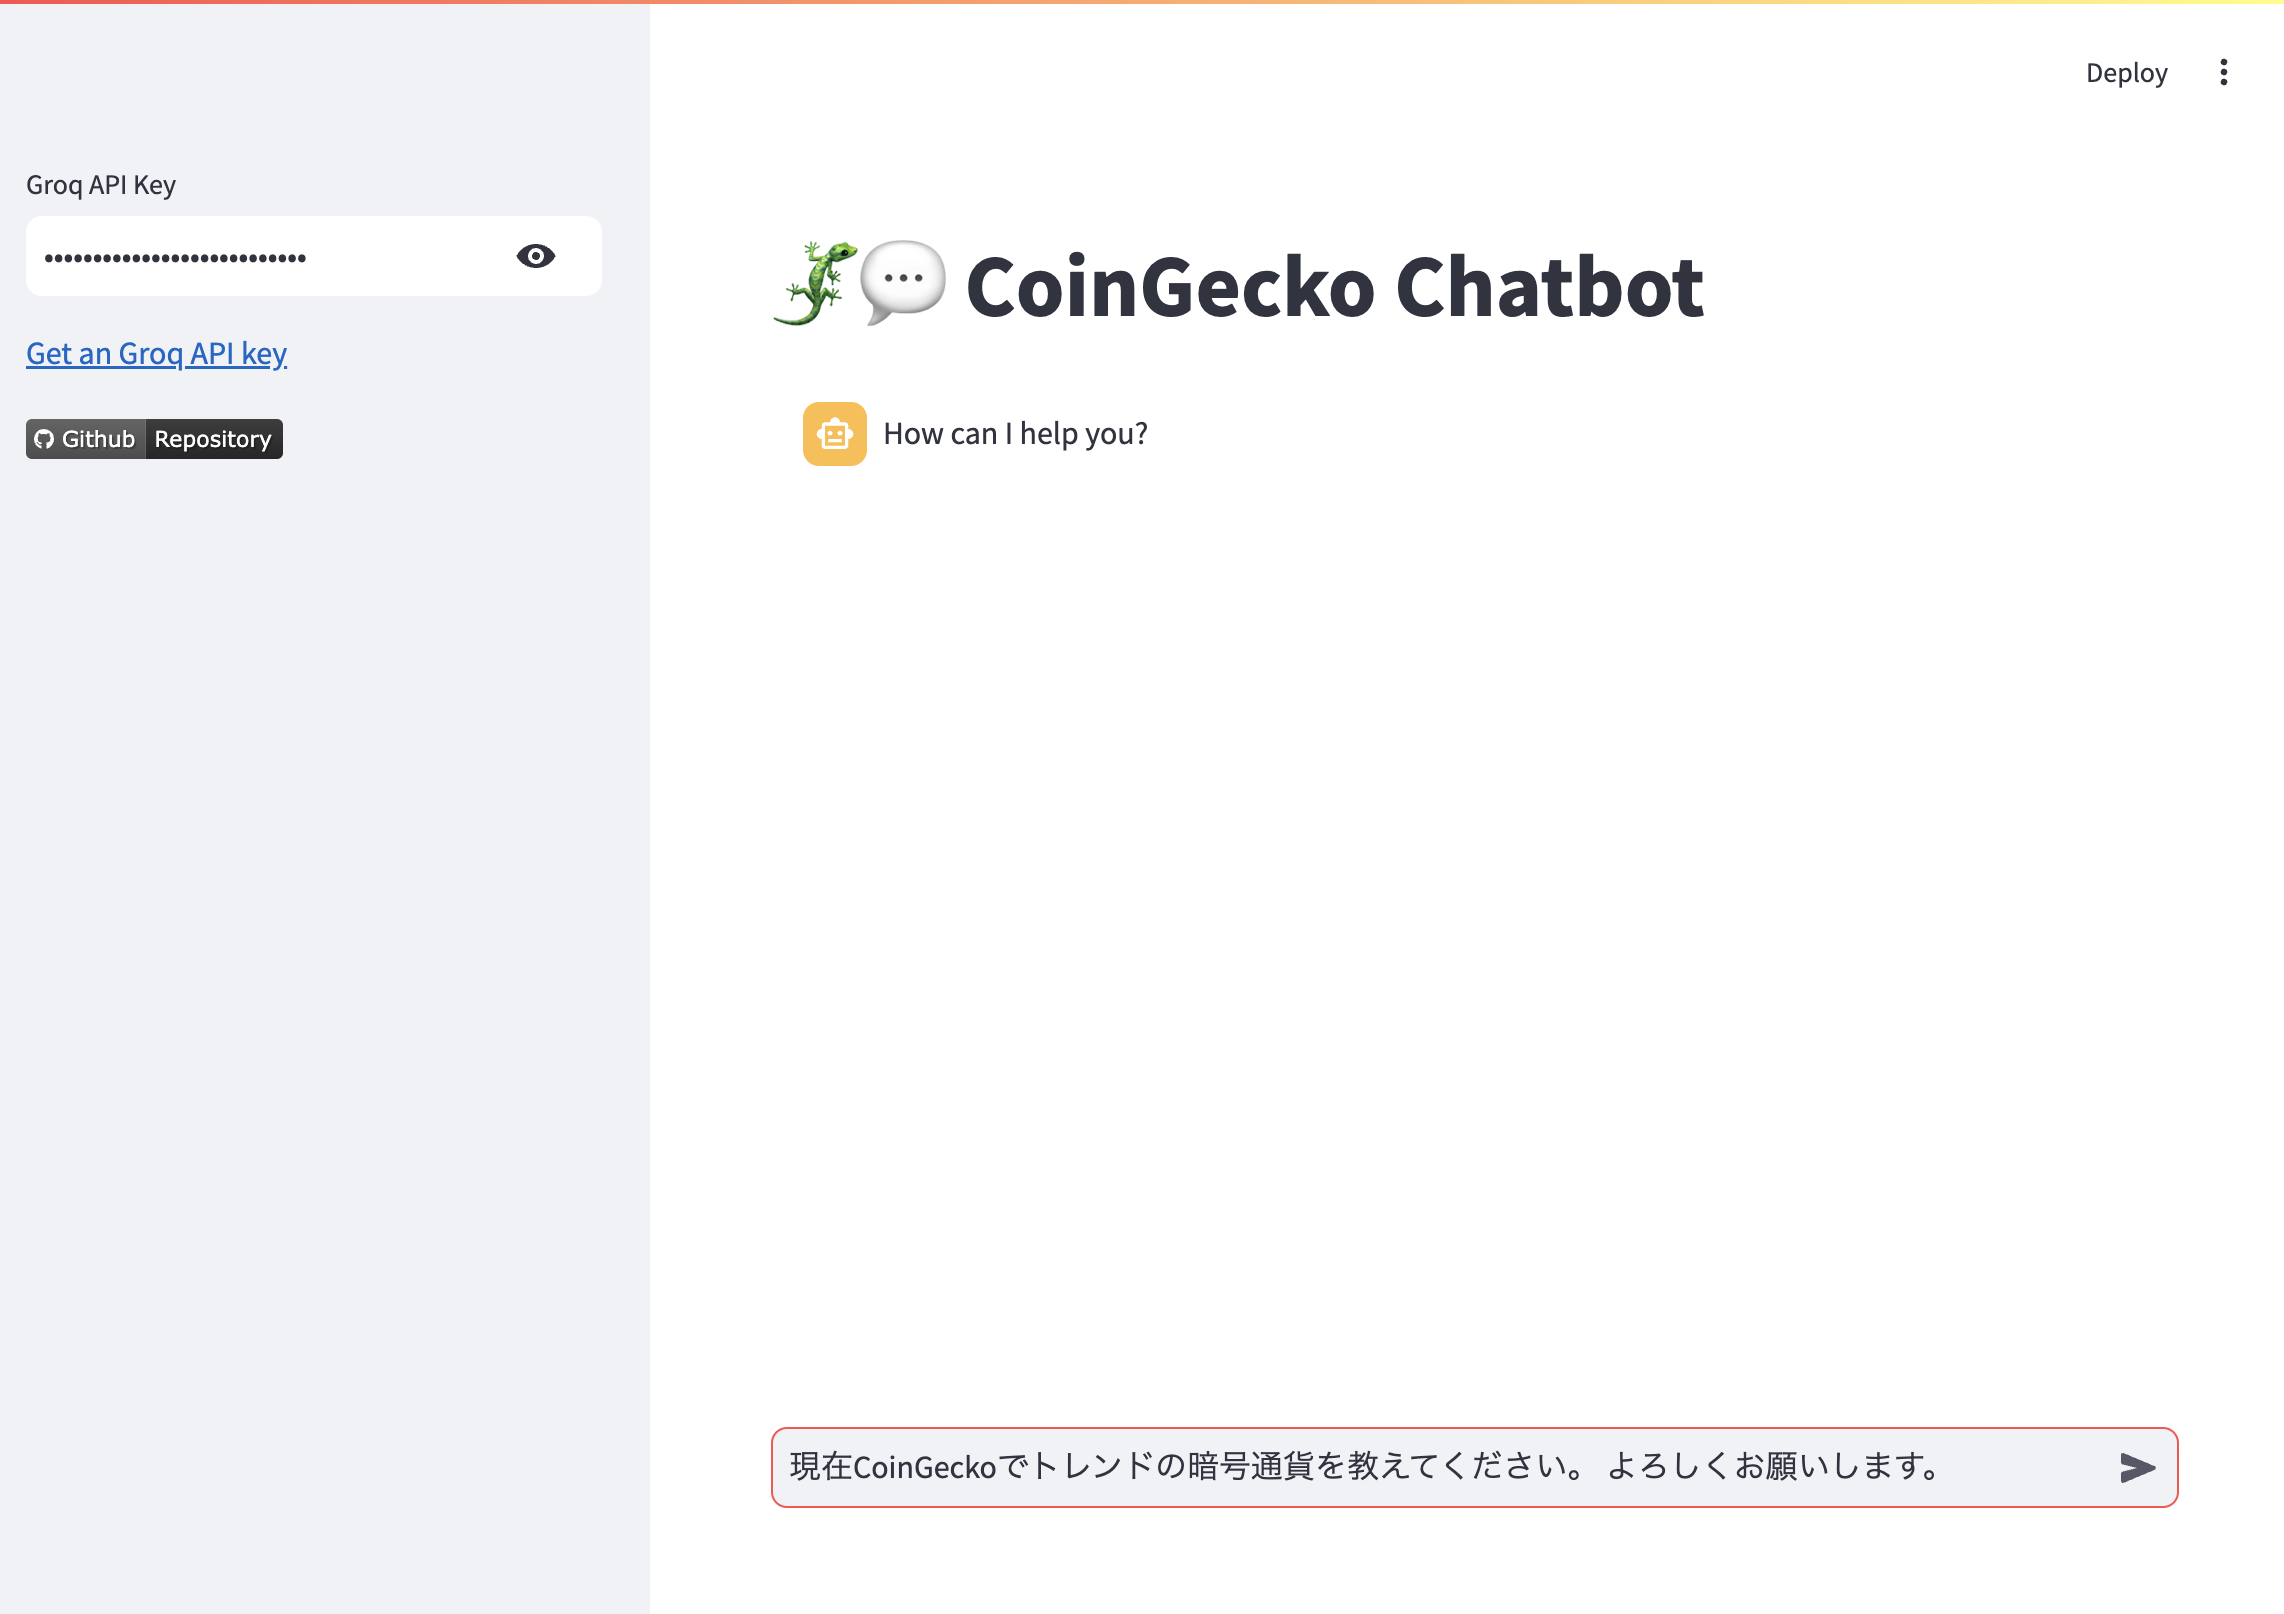 Deploy
Groq API Key
••••••••••••••••••••••••••••
Get an Groq API key
Github Repository
CoinGecko Chatbot
How can I help you?
現在CoinGeckoでトレンドの暗号通貨を教えてください。 よろしくお願いします。